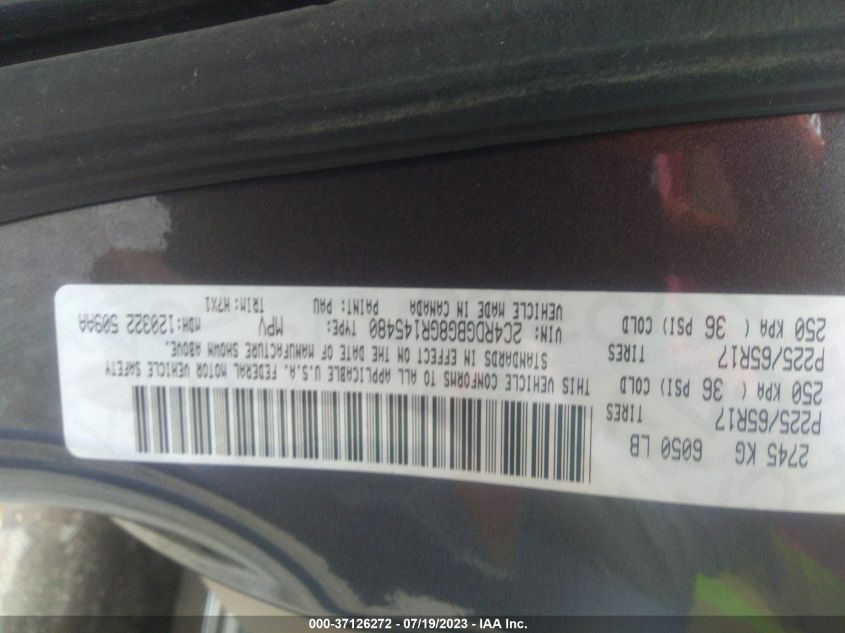 2745 KG 6050 LB
P225/65R17 TIRES
250 KPA ( 36 PSI) COLD
P225/65R17 TIRES
250 KPA ( 36 PSI) COLD
THIS VEHICLE CONFORMS TO ALL APPLICABLE U.S.A. FEDERAL MOTOR VEHICLE SAFETY
STANDARDS IN EFFECT ON THE DATE OF MANUFACTURE SHOWN ABOVE.
VIN: 2C4RDGBG8CR145480 TYPE: MPV MDH:120322 509AA
VEHICLE MADE IN CANADA PAINT: PAU TRIM: H7X1
000-37126272 - 07/19/2023 - IAA Inc.